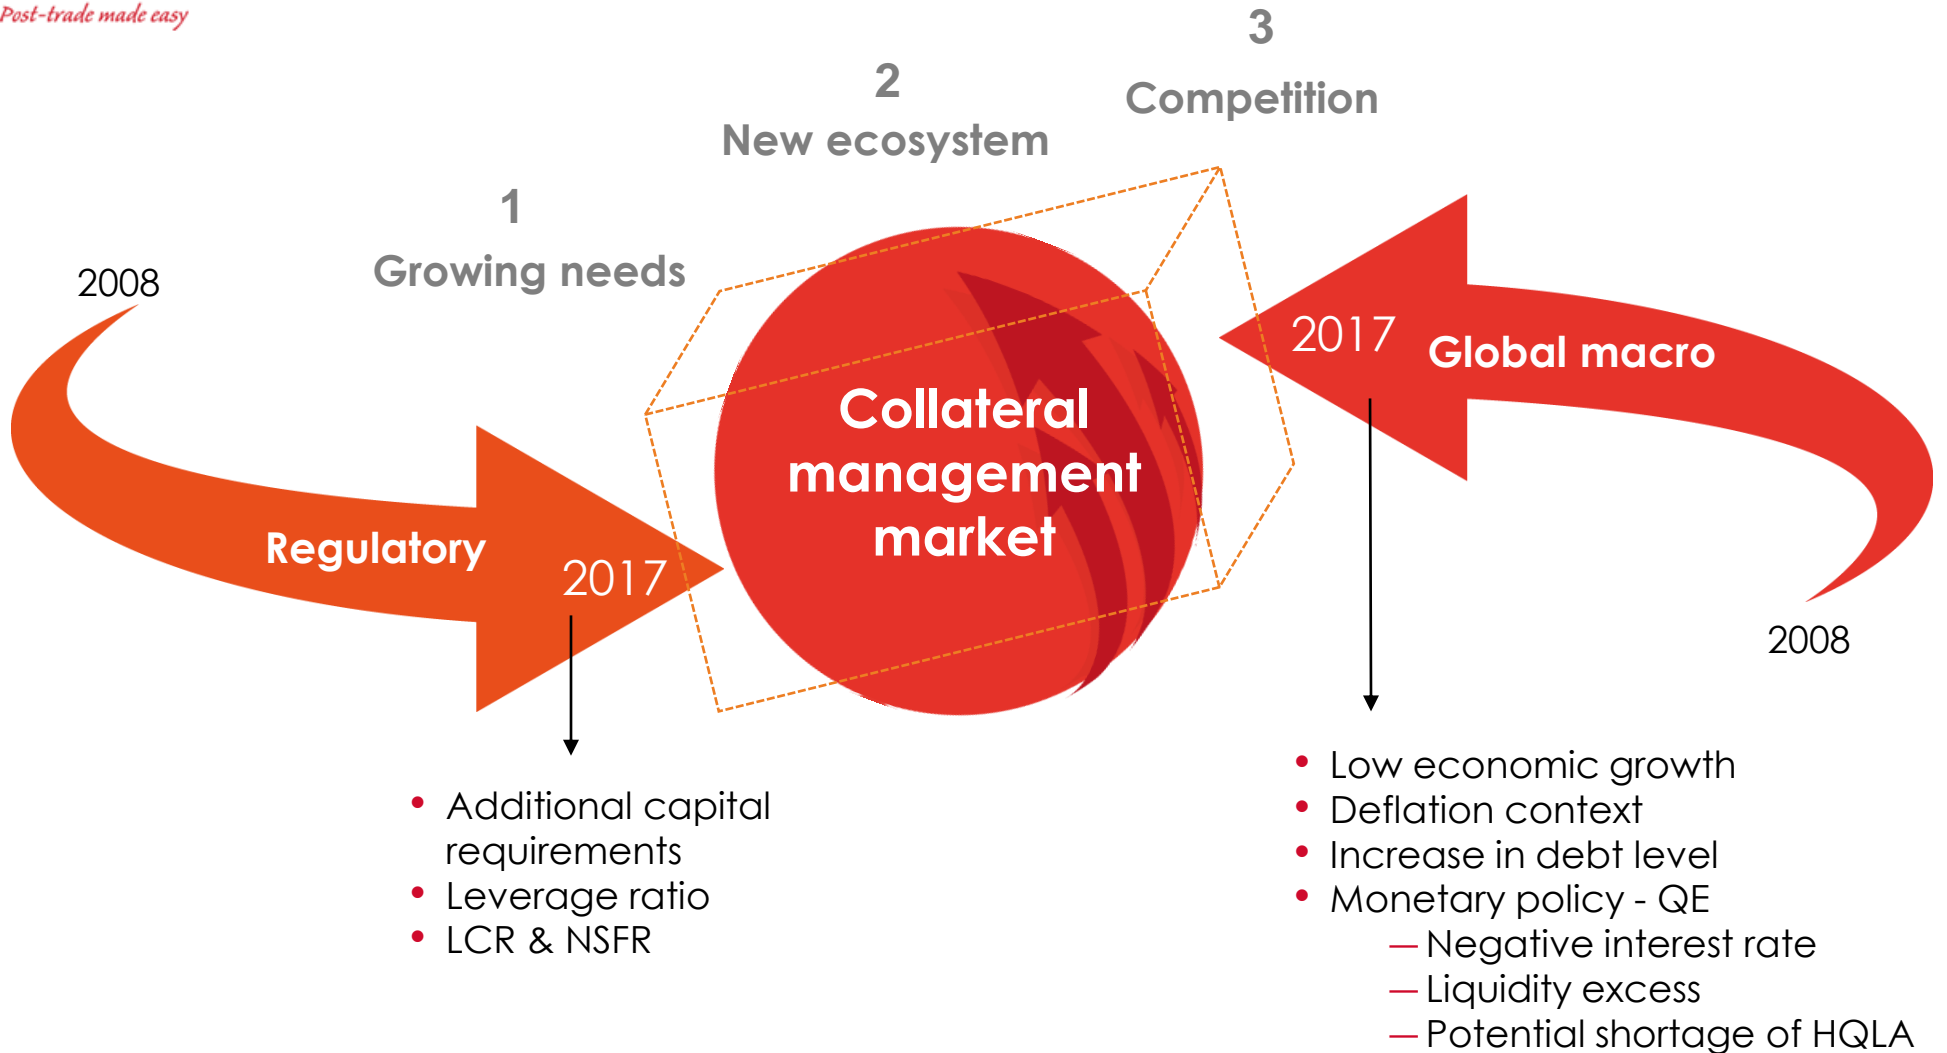 Post-trade made easy
3
Competition
2
New ecosystem
1
Growing needs
2008
Regulatory
2017
Collateral
management
market
2017
Global macro
2008
• Additional capital
requirements
• Leverage ratio
• LCR & NSFR
• Low economic growth
• Deflation context
• Increase in debt level
• Monetary policy - QE
— Negative interest rate
— Liquidity excess
— Potential shortage of HQLA